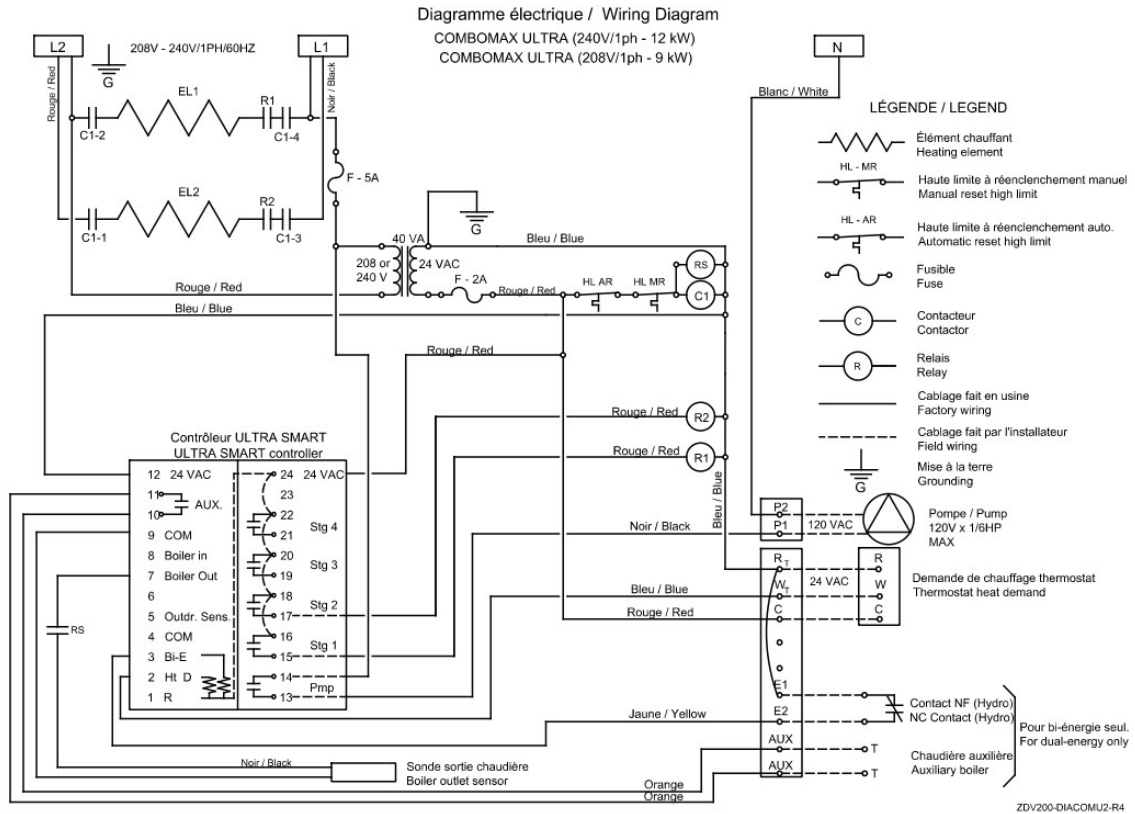 Diagramme électrique / Wiring Diagram
COMBOMAX ULTRA (240V/1ph - 12 kW)
COMBOMAX ULTRA (208V/1ph - 9 kW)
L2
208V - 240V/1PH/60HZ
L1
N
G
Rouge / Red
Noir / Black
Blanc / White
EL1
R1
C1-2
C1-4
F - 5A
EL2
R2
C1-1
C1-3
G
40 VA
Bleu / Blue
208 or
240 V
24 VAC
F - 2A
Rouge / Red
Rouge / Red
HL AR
HL MR
RS
C1
Bleu / Blue
Rouge / Red
Rouge / Red
R2
Rouge / Red
R1
Bleu / Blue
Contrôleur ULTRA SMART
ULTRA SMART controller
12 24 VAC
11
AUX.
10
9 COM
8 Boiler in
7 Boiler Out
6
5 Outdr. Sens.
4 COM
3 Bi-E
2 Ht D
1 R
24 24 VAC
23
22
Stg 4
21
20
Stg 3
19
18
Stg 2
17
16
Stg 1
15
14
Pmp
13
RS
Noir / Black
P2
P1
120 VAC
Pompe / Pump
120V x 1/6HP
MAX
RT
WT
C
24 VAC
R
W
C
Bleu / Blue
Rouge / Red
Demande de chauffage thermostat
Thermostat heat demand
E1
E2
Jaune / Yellow
Contact NF (Hydro)
NC Contact (Hydro)
Pour bi-énergie seul.
For dual-energy only
AUX
T
AUX
T
Chaudière auxilière
Auxiliary boiler
Noir / Black
Sonde sortie chaudière
Boiler outlet sensor
Orange
Orange
LÉGENDE / LEGEND
Élément chauffant
Heating element
HL - MR
Haute limite à réenclenchement manuel
Manual reset high limit
HL - AR
Haute limite à réenclenchement auto.
Automatic reset high limit
Fusible
Fuse
C
Contacteur
Contactor
R
Relais
Relay
Cablage fait en usine
Factory wiring
Cablage fait par l'installateur
Field wiring
G
Mise à la terre
Grounding
ZDV200-DIACOMU2-R4